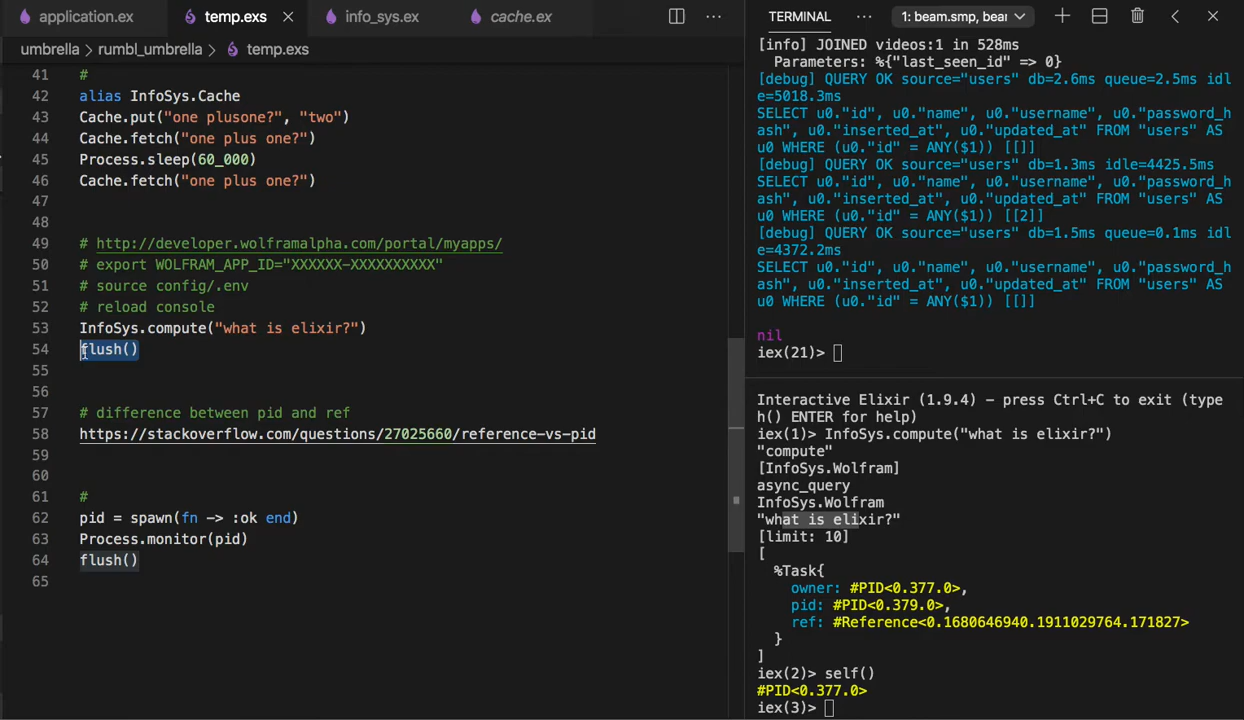 application.ex
temp.exs
info_sys.ex
cache.ex
umbrella > rumbl_umbrella > temp.exs
41 #
42 alias InfoSys.Cache
43 Cache.put("one plusone?", "two")
44 Cache.fetch("one plus one?")
45 Process.sleep(60_000)
46 Cache.fetch("one plus one?")
47
48
49 # http://developer.wolframalpha.com/portal/myapps/
50 # export WOLFRAM_APP_ID="XXXXXX-XXXXXXXXXX"
51 # source config/.env
52 # reload console
53 InfoSys.compute("what is elixir?")
54 flush()
55
56
57 # difference between pid and ref
58 https://stackoverflow.com/questions/27025660/reference-vs-pid
59
60
61 #
62 pid = spawn(fn -> :ok end)
63 Process.monitor(pid)
64 flush()
65
TERMINAL
1: beam.smp, bear
[info] JOINED videos:1 in 528ms
Parameters: %{"last_seen_id" => 0}
[debug] QUERY OK source="users" db=2.6ms queue=2.5ms idl
e=5018.3ms
SELECT u0."id", u0."name", u0."username", u0."password_h
ash", u0."inserted_at", u0."updated_at" FROM "users" AS
u0 WHERE (u0."id" = ANY($1)) [[]]
[debug] QUERY OK source="users" db=1.3ms idle=4425.5ms
SELECT u0."id", u0."name", u0."username", u0."password_h
ash", u0."inserted_at", u0."updated_at" FROM "users" AS
u0 WHERE (u0."id" = ANY($1)) [[2]]
[debug] QUERY OK source="users" db=1.5ms queue=0.1ms idl
e=4372.2ms
SELECT u0."id", u0."name", u0."username", u0."password_h
ash", u0."inserted_at", u0."updated_at" FROM "users" AS
u0 WHERE (u0."id" = ANY($1)) [[]]
nil
iex(21)>
Interactive Elixir (1.9.4) – press Ctrl+C to exit (type
h() ENTER for help)
iex(1)> InfoSys.compute("what is elixir?")
"compute"
[InfoSys.Wolfram]
async_query
InfoSys.Wolfram
"what is elixir?"
[limit: 10]
[
%Task{
owner: #PID<0.377.0>,
pid: #PID<0.379.0>,
ref: #Reference<0.1680646940.1911029764.171827>
}
]
iex(2)> self()
#PID<0.377.0>
iex(3)>